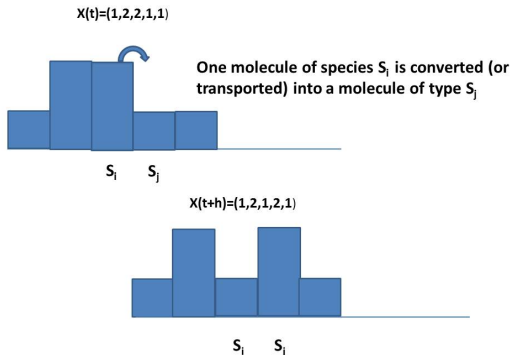 X(t)=(1,2,2,1,1)
One molecule of species Sᵢ is converted (or
transported) into a molecule of type Sⱼ
Sᵢ Sⱼ
X(t+h)=(1,2,1,2,1)
Sᵢ Sⱼ